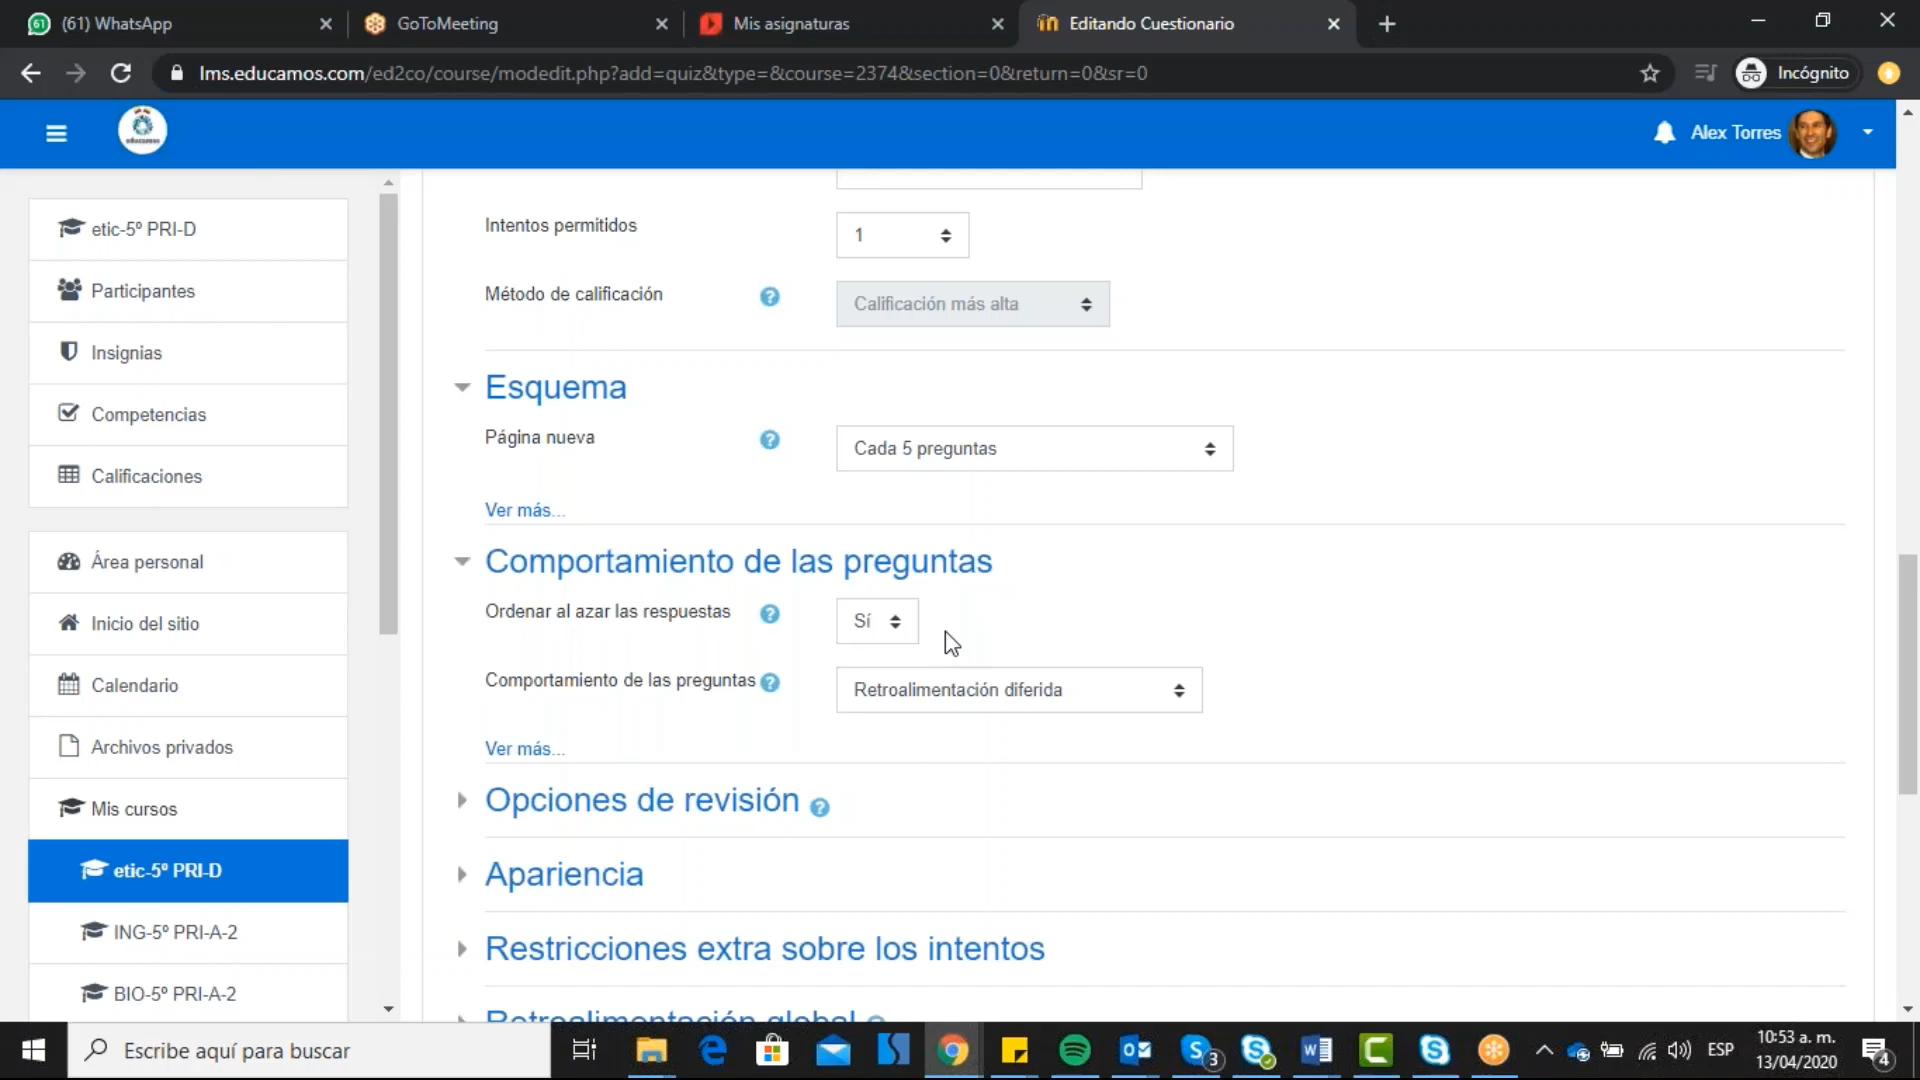 (61) WhatsApp
GoToMeeting
Mis asignaturas
Editando Cuestionario
lms.educamos.com/ed2co/course/modedit.php?add=quiz&type=&course=2374&section=0&return=0&sr=0
Incógnito
Alex Torres
etic-5º PRI-D
Participantes
Insignias
Competencias
Calificaciones
Área personal
Inicio del sitio
Calendario
Archivos privados
Mis cursos
etic-5º PRI-D
ING-5º PRI-A-2
BIO-5º PRI-A-2
Intentos permitidos
1
Método de calificación
Calificación más alta
Esquema
Página nueva
Cada 5 preguntas
Ver más...
Comportamiento de las preguntas
Ordenar al azar las respuestas
Sí
Comportamiento de las preguntas
Retroalimentación diferida
Ver más...
Opciones de revisión
Apariencia
Restricciones extra sobre los intentos
Retroalimentación global
Escribe aquí para buscar
3
ESP
10:53 a. m.
13/04/2020
4